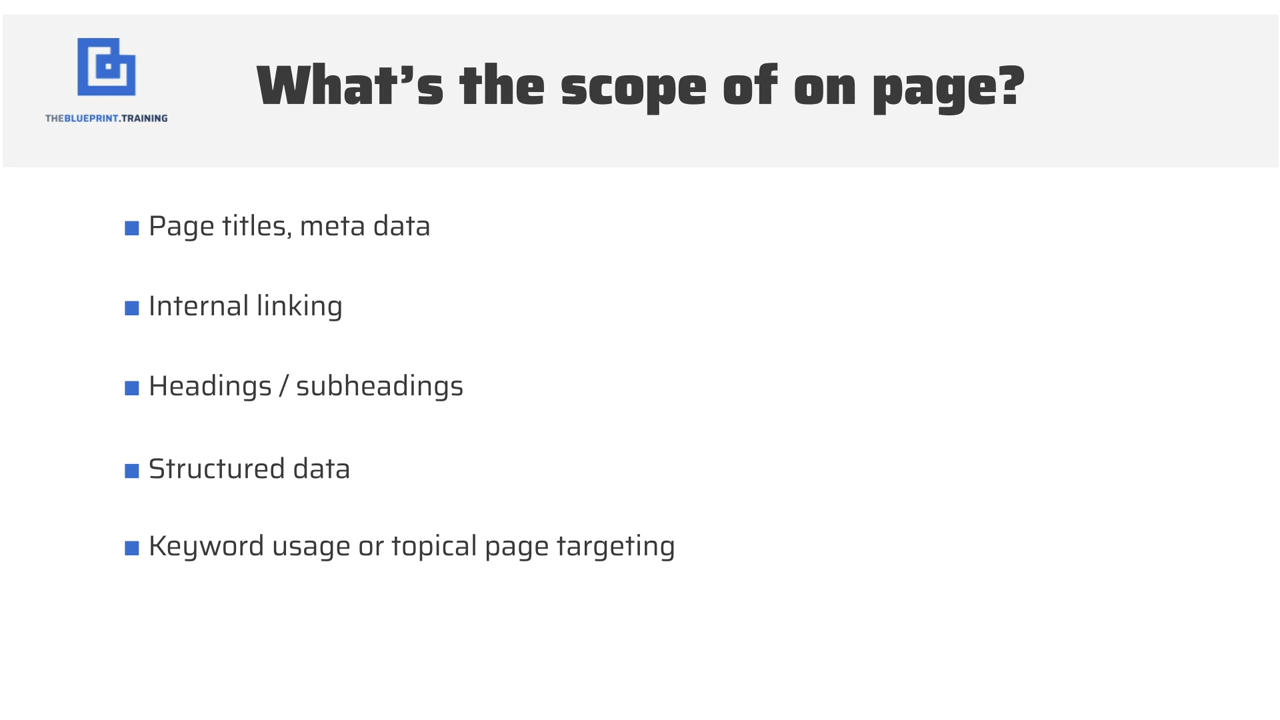 THEBLUEPRINT.TRAINING
What’s the scope of on page?
Page titles, meta data
Internal linking
Headings / subheadings
Structured data
Keyword usage or topical page targeting